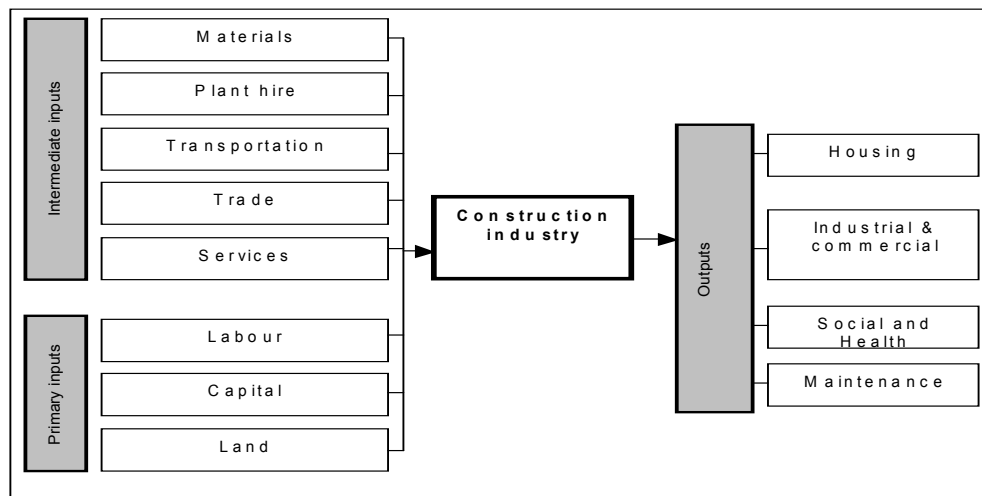 Intermediate inputs
Materials
Plant hire
Transportation
Trade
Services
Primary inputs
Labour
Capital
Land
Construction
industry
Outputs
Housing
Industrial &
commercial
Social and
Health
Maintenance